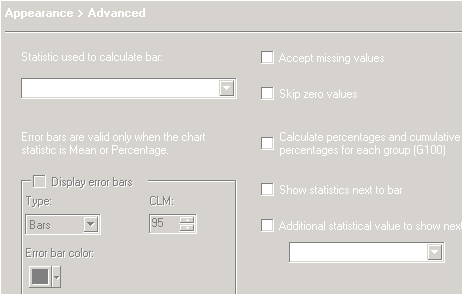 Appearance > Advanced
Statistic used to calculate bar:
Error bars are valid only when the chart
statistic is Mean or Percentage.
Display error bars
Type:
CLM:
Bars
95
Error bar color:
Accept missing values
Skip zero values
Calculate percentages and cumulative
percentages for each group (G100)
Show statistics next to bar
Additional statistical value to show next